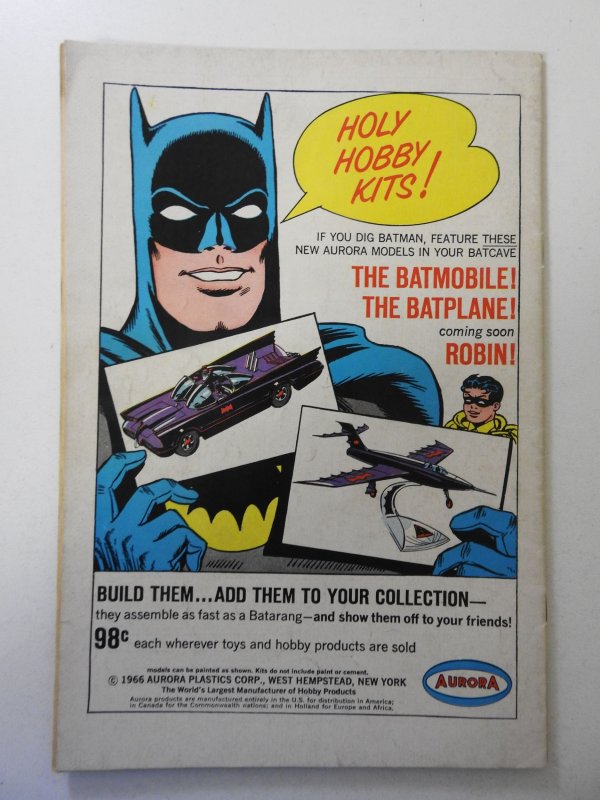 HOLY
HOBBY
KITS!
IF YOU DIG BATMAN, FEATURE THESE
NEW AURORA MODELS IN YOUR BATCAVE
THE BATMOBILE!
THE BATPLANE!
coming soon
ROBIN!
BUILD THEM...ADD THEM TO YOUR COLLECTION—
they assemble as fast as a Batarang—and show them off to your friends!
98¢ each wherever toys and hobby products are sold
models can be painted as shown. Kits do not include paint or cement.
© 1966 AURORA PLASTICS CORP., WEST HEMPSTEAD, NEW YORK
The World's Largest Manufacturer of Hobby Products
Aurora products are manufactured entirely in the U.S. for distribution in America;
in Canada for the Commonwealth nations; and in Holland for Europe and Africa.
AURORA